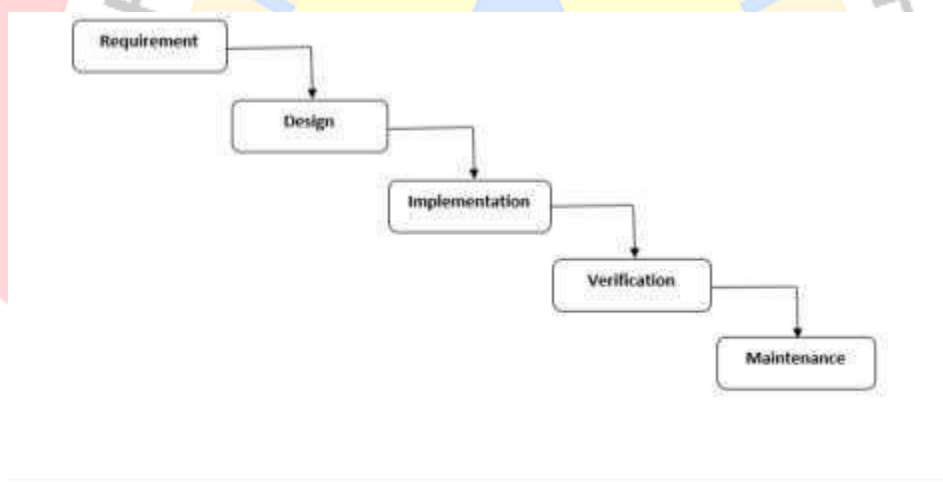 Requirement
Design
Implementation
Verification
Maintenance